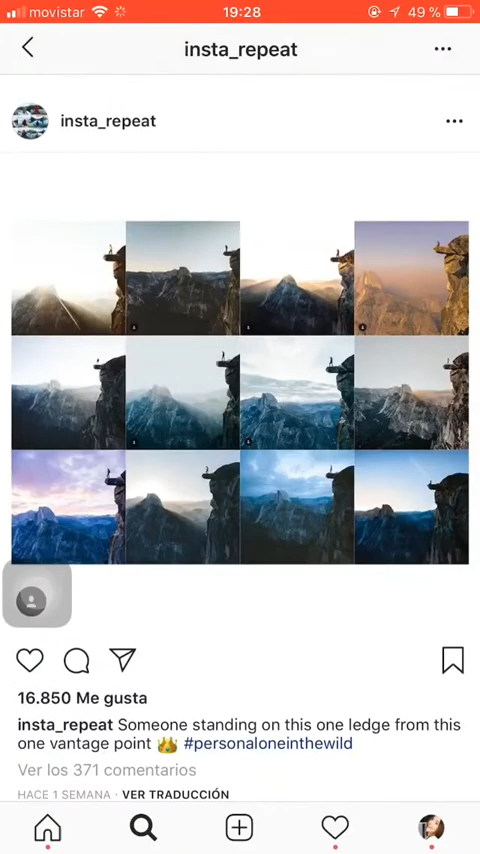 movistar 19:28 49 %
insta_repeat
insta_repeat
16.850 Me gusta
insta_repeat Someone standing on this one ledge from this
one vantage point 👑 #personaloneinthewild
Ver los 371 comentarios
HACE 1 SEMANA · VER TRADUCCIÓN